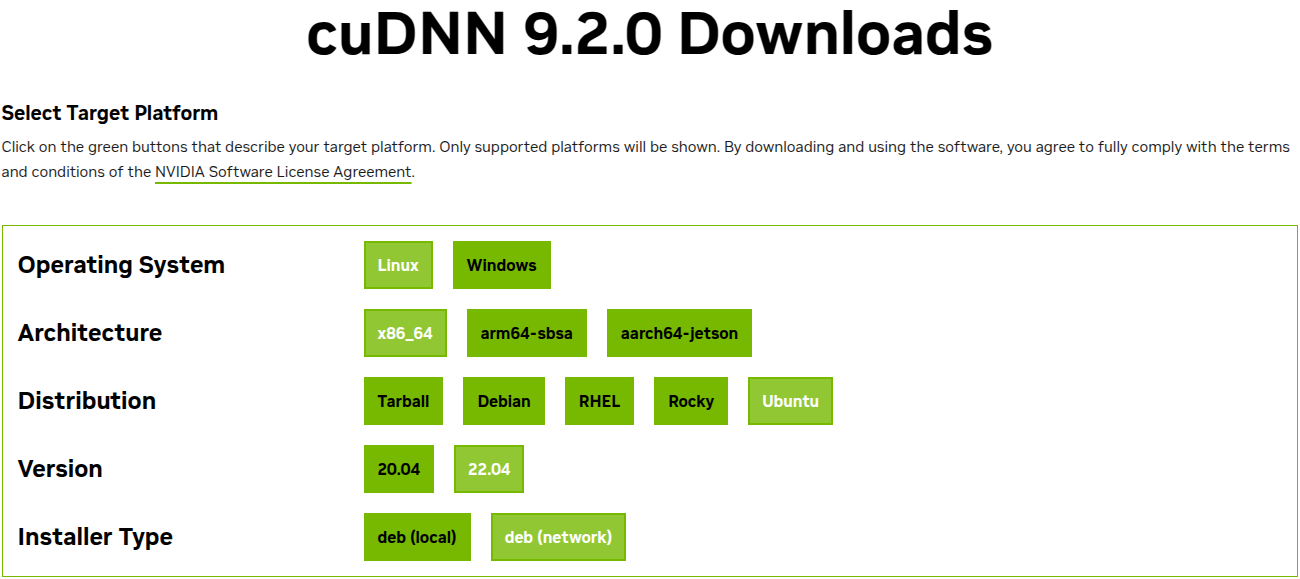 cuDNN 9.2.0 Downloads
Select Target Platform
Click on the green buttons that describe your target platform. Only supported platforms will be shown. By downloading and using the software, you agree to fully comply with the terms
and conditions of the NVIDIA Software License Agreement.
Operating System Linux Windows
Architecture x86_64 arm64-sbsa aarch64-jetson
Distribution Tarball Debian RHEL Rocky Ubuntu
Version 20.04 22.04
Installer Type deb (local) deb (network)